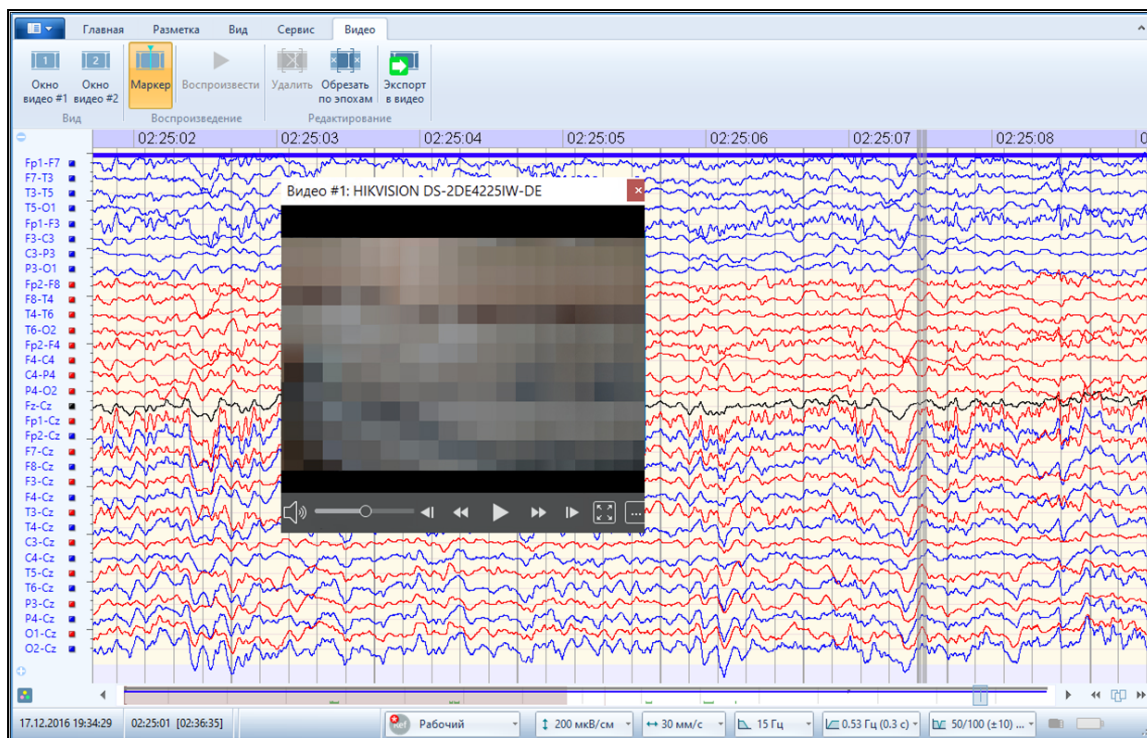 Главная Разметка Вид Сервис Видео
1 2
Окно видео #1
Окно видео #2
Маркер
Воспроизвести
Удалить
Обрезать по эпохам
Экспорт в видео
Вид Воспроизведение Редактирование
02:25:02 02:25:03 02:25:04 02:25:05 02:25:06 02:25:07 02:25:08 0
Fp1-F7
F7-T3
T3-T5
T5-O1
Fp1-F3
F3-C3
C3-P3
P3-O1
Fp2-F8
F8-T4
T4-T6
T6-O2
Fp2-F4
F4-C4
C4-P4
P4-O2
Fz-Cz
Fp1-Cz
Fp2-Cz
F7-Cz
F8-Cz
F3-Cz
F4-Cz
T3-Cz
T4-Cz
C3-Cz
C4-Cz
T5-Cz
T6-Cz
P3-Cz
P4-Cz
O1-Cz
O2-Cz
Видео #1: HIKVISION DS-2DE4225IW-DE
17.12.2016 19:34:29 02:25:01 [02:36:35] Ref Рабочий 200 мкВ/см 30 мм/с 15 Гц 0.53 Гц (0.3 с) 50/100 (±10) ...